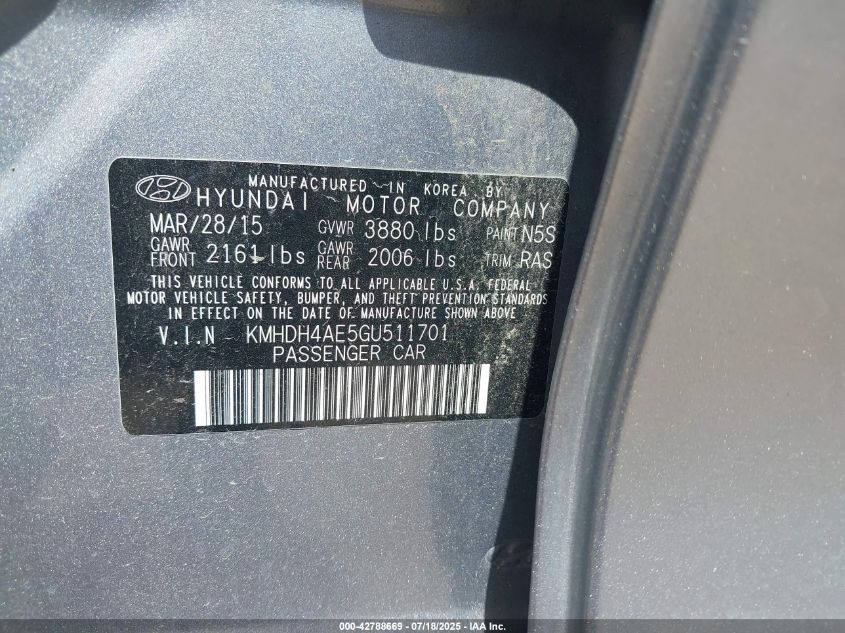 MANUFACTURED IN KOREA BY
HYUNDAI MOTOR COMPANY
MAR/28/15 GVWR 3880 lbs PAINT N5S
GAWR FRONT 2161 lbs GAWR REAR 2006 lbs TRIM RAS
THIS VEHICLE CONFORMS TO ALL APPLICABLE U.S.A. FEDERAL
MOTOR VEHICLE SAFETY, BUMPER, AND THEFT PREVENTION STANDARDS
IN EFFECT ON THE DATE OF MANUFACTURE SHOWN ABOVE
V.I.N KMHDH4AE5GU511701
PASSENGER CAR
000-42788669 - 07/18/2025 - IAA, Inc.